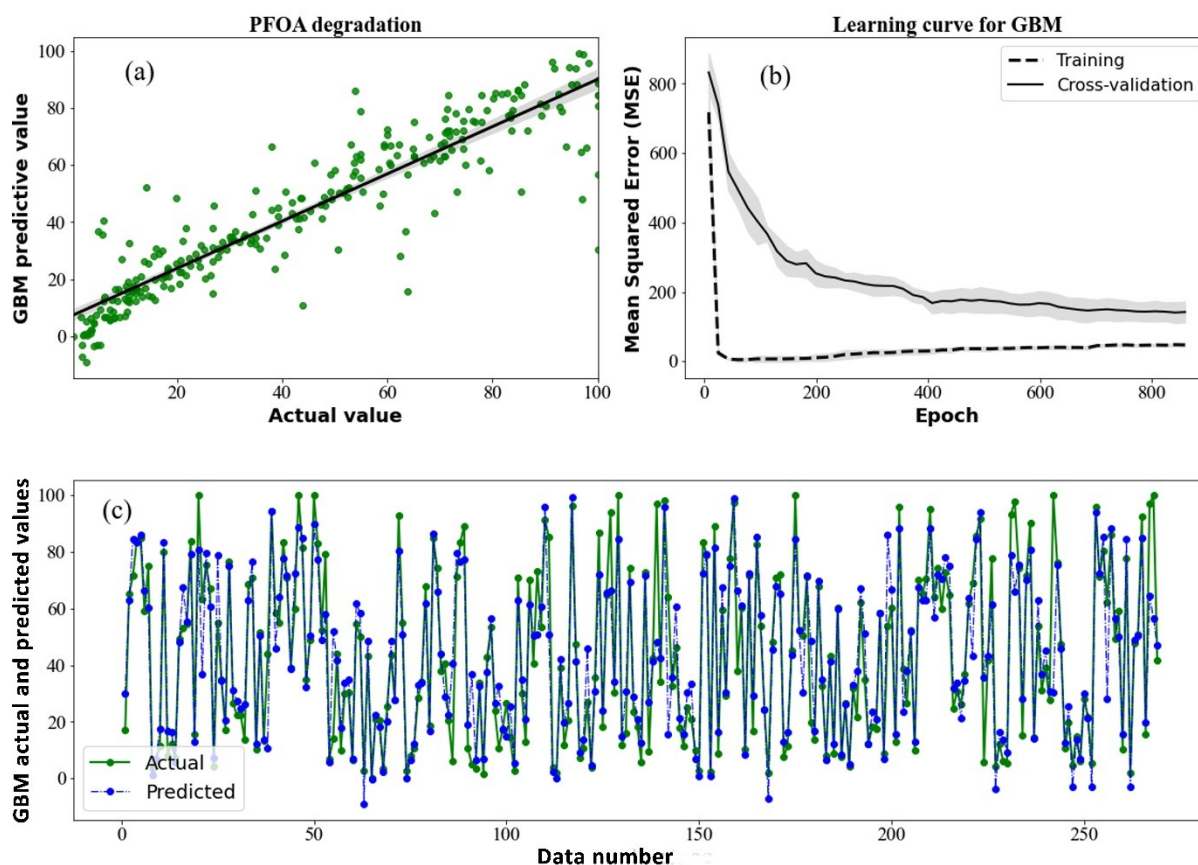 PFOA degradation
(a)
GBM predictive value
100
80
60
40
20
0
20
40
60
80
100
Actual value
Learning curve for GBM
(b)
Training
Cross-validation
Mean Squared Error (MSE)
800
600
400
200
0
0
200
400
600
800
Epoch
(c)
GBM actual and predicted values
100
80
60
40
20
0
Actual
Predicted
0
50
100
150
200
250
Data number